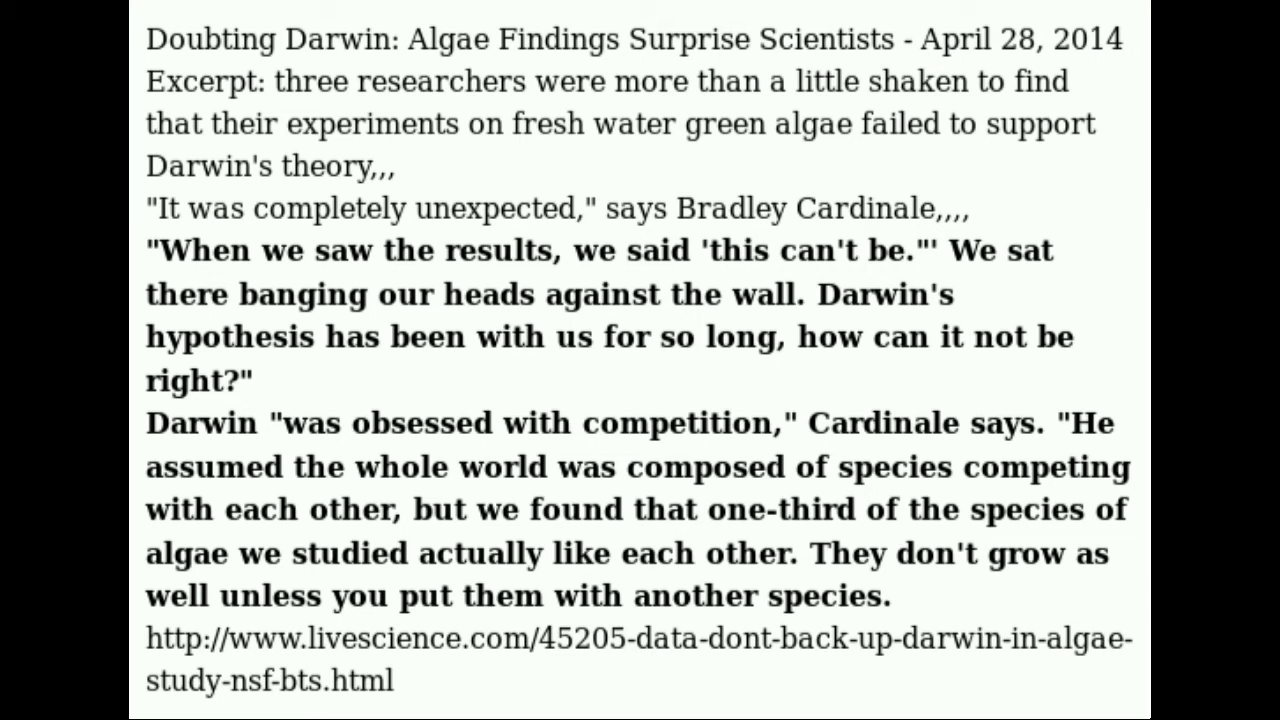 Doubting Darwin: Algae Findings Surprise Scientists - April 28, 2014
Excerpt: three researchers were more than a little shaken to find
that their experiments on fresh water green algae failed to support
Darwin's theory,,,
"It was completely unexpected," says Bradley Cardinale,,,,
"When we saw the results, we said 'this can't be."' We sat
there banging our heads against the wall. Darwin's
hypothesis has been with us for so long, how can it not be
right?"
Darwin "was obsessed with competition," Cardinale says. "He
assumed the whole world was composed of species competing
with each other, but we found that one-third of the species of
algae we studied actually like each other. They don't grow as
well unless you put them with another species.
http://www.livescience.com/45205-data-dont-back-up-darwin-in-algae-
study-nsf-bts.html